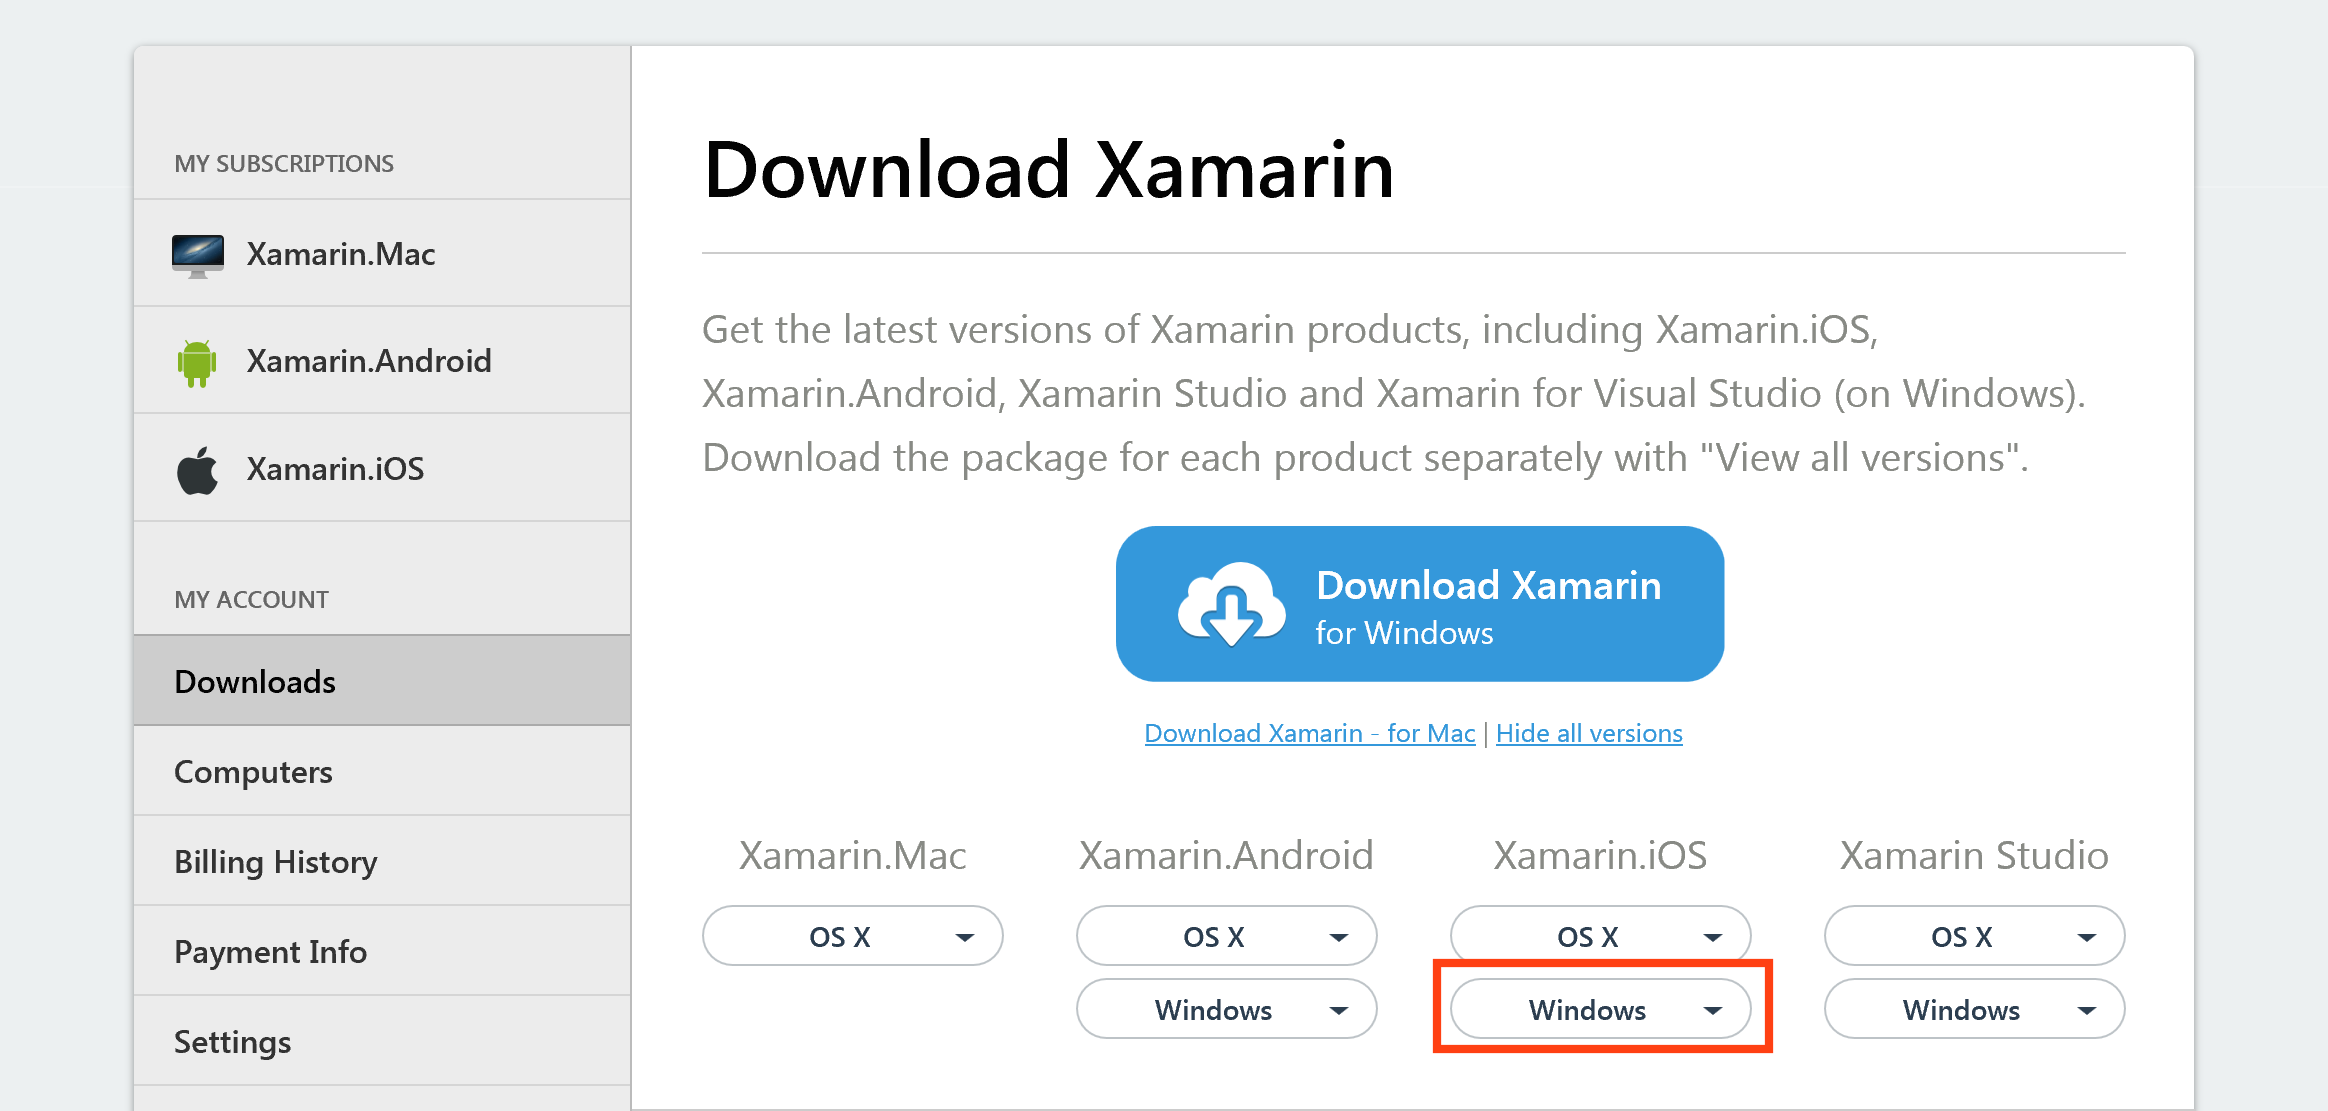 MY SUBSCRIPTIONS
Xamarin.Mac
Xamarin.Android
Xamarin.iOS
MY ACCOUNT
Downloads
Computers
Billing History
Payment Info
Settings
Download Xamarin
Get the latest versions of Xamarin products, including Xamarin.iOS,
Xamarin.Android, Xamarin Studio and Xamarin for Visual Studio (on Windows).
Download the package for each product separately with "View all versions".
Download Xamarin
for Windows
Download Xamarin - for Mac | Hide all versions
Xamarin.Mac
OS X
Xamarin.Android
OS X
Windows
Xamarin.iOS
OS X
Windows
Xamarin Studio
OS X
Windows